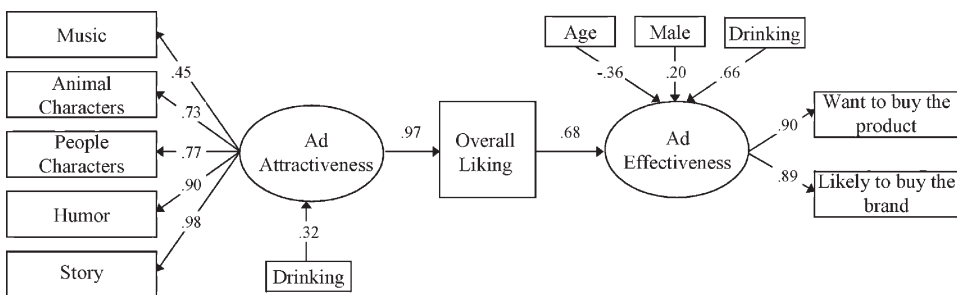 Music
Animal
Characters
People
Characters
Humor
Story
.45
.73
.77
.90
.98
Ad
Attractiveness
.32
Drinking
.97
Overall
Liking
.68
Age
Male
Drinking
-.36
.20
.66
Ad
Effectiveness
.90
.89
Want to buy the
product
Likely to buy the
brand